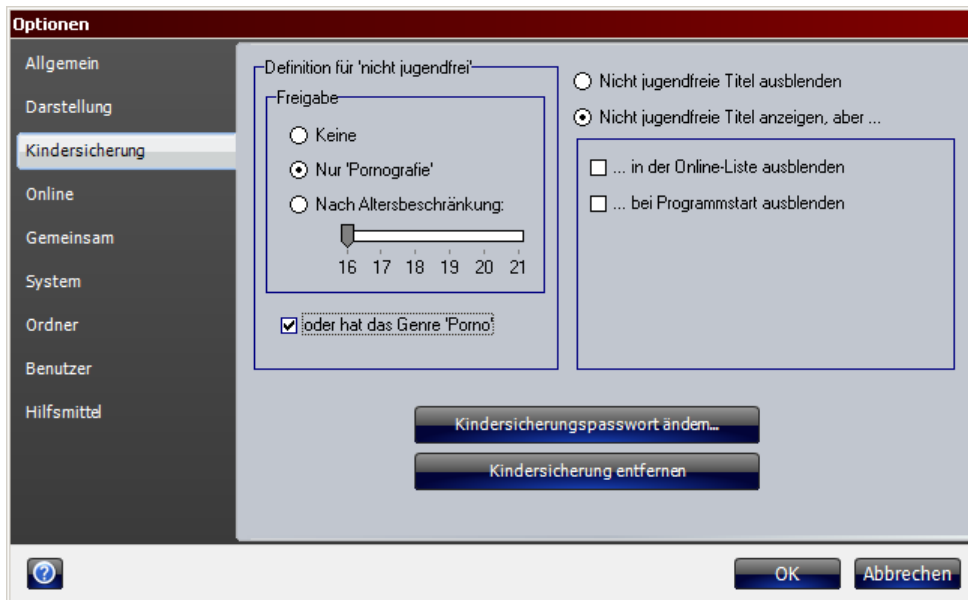 Optionen
Allgemein
Darstellung
Kindersicherung
Online
Gemeinsam
System
Ordner
Benutzer
Hilfsmittel
Definition für 'nicht jugendfrei'
Freigabe
Keine
Nur 'Pornografie'
Nach Altersbeschränkung:
16 17 18 19 20 21
oder hat das Genre 'Porno'
Nicht jugendfreie Titel ausblenden
Nicht jugendfreie Titel anzeigen, aber ...
... in der Online-Liste ausblenden
... bei Programmstart ausblenden
Kindersicherungspasswort ändern...
Kindersicherung entfernen
?
OK
Abbrechen